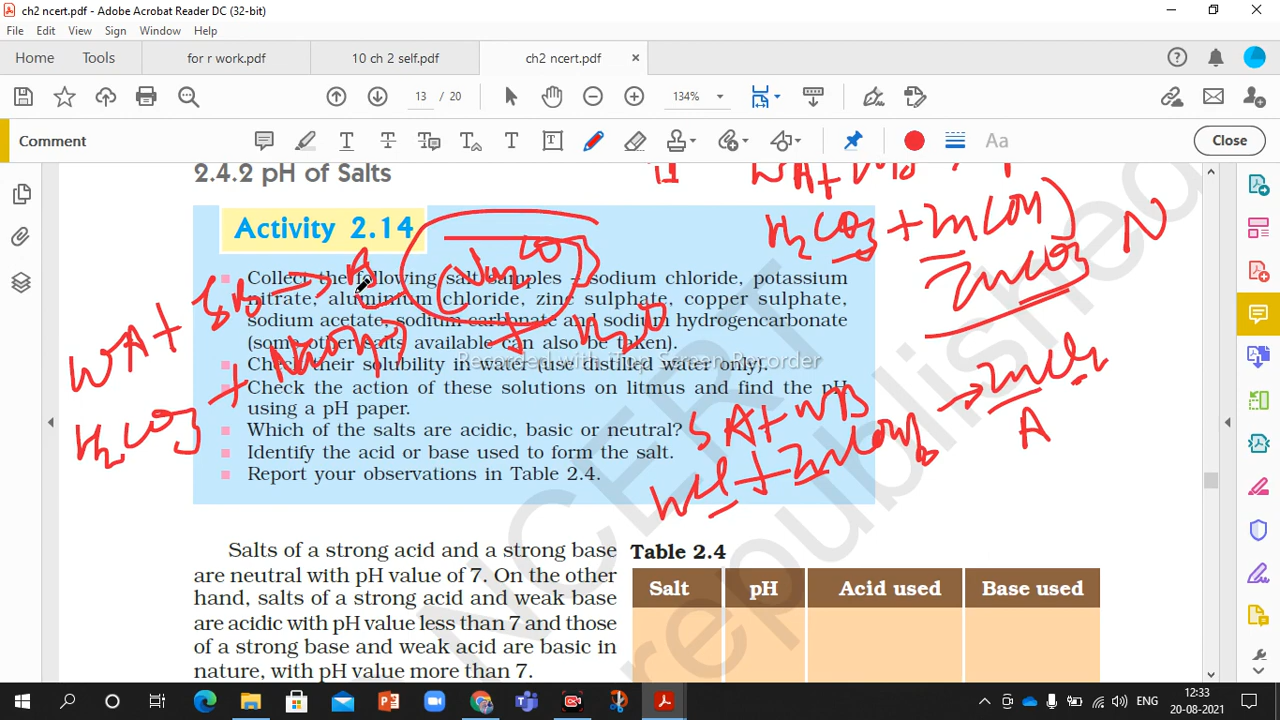 ch2 ncert.pdf - Adobe Acrobat Reader DC (32-bit)
File Edit View Sign Window Help
Home Tools for r work.pdf 10 ch 2 self.pdf ch2 ncert.pdf
13 / 20 134%
Comment Close
2.4.2 pH of Salts
Activity 2.14
Collect the following salt samples – sodium chloride, potassium
nitrate, aluminium chloride, zinc sulphate, copper sulphate,
sodium acetate, sodium carbonate and sodium hydrogencarbonate
(some other salts available can also be taken).
Check their solubility in water (use distilled water only).
Check the action of these solutions on litmus and find the pH
using a pH paper.
Which of the salts are acidic, basic or neutral?
Identify the acid or base used to form the salt.
Report your observations in Table 2.4.
WA + SB →
H2CO3 +
+ H2O
H2CO3 +
ZnCO3 N
SA + WB
HCl +
→ ZnCl2
A
Recorded with Screen Recorder
NCERT
republished
Salts of a strong acid and a strong base
are neutral with pH value of 7. On the other
hand, salts of a strong acid and weak base
are acidic with pH value less than 7 and those
of a strong base and weak acid are basic in
nature, with pH value more than 7.
Table 2.4
Salt pH Acid used Base used
ENG 12:33
20-08-2021